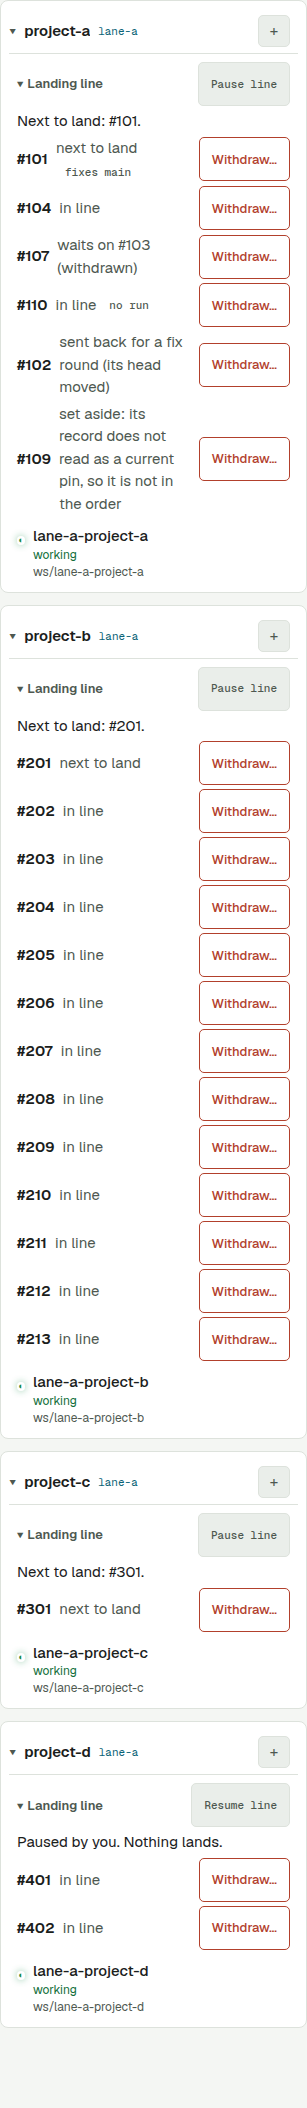 ▾ project-a lane-a +
▾ Landing line Pause line
Next to land: #101.
#101 next to land Withdraw…
fixes main
#104 in line Withdraw…
#107 waits on #103 Withdraw…
(withdrawn)
#110 in line no run Withdraw…
sent back for a fix
#102 round (its head Withdraw…
moved)
set aside: its
record does not
#109 read as a current Withdraw…
pin, so it is not in
the order
lane-a-project-a
working
ws/lane-a-project-a
▾ project-b lane-a +
▾ Landing line Pause line
Next to land: #201.
#201 next to land Withdraw…
#202 in line Withdraw…
#203 in line Withdraw…
#204 in line Withdraw…
#205 in line Withdraw…
#206 in line Withdraw…
#207 in line Withdraw…
#208 in line Withdraw…
#209 in line Withdraw…
#210 in line Withdraw…
#211 in line Withdraw…
#212 in line Withdraw…
#213 in line Withdraw…
lane-a-project-b
working
ws/lane-a-project-b
▾ project-c lane-a +
▾ Landing line Pause line
Next to land: #301.
#301 next to land Withdraw…
lane-a-project-c
working
ws/lane-a-project-c
▾ project-d lane-a +
▾ Landing line Resume line
Paused by you. Nothing lands.
#401 in line Withdraw…
#402 in line Withdraw…
lane-a-project-d
working
ws/lane-a-project-d